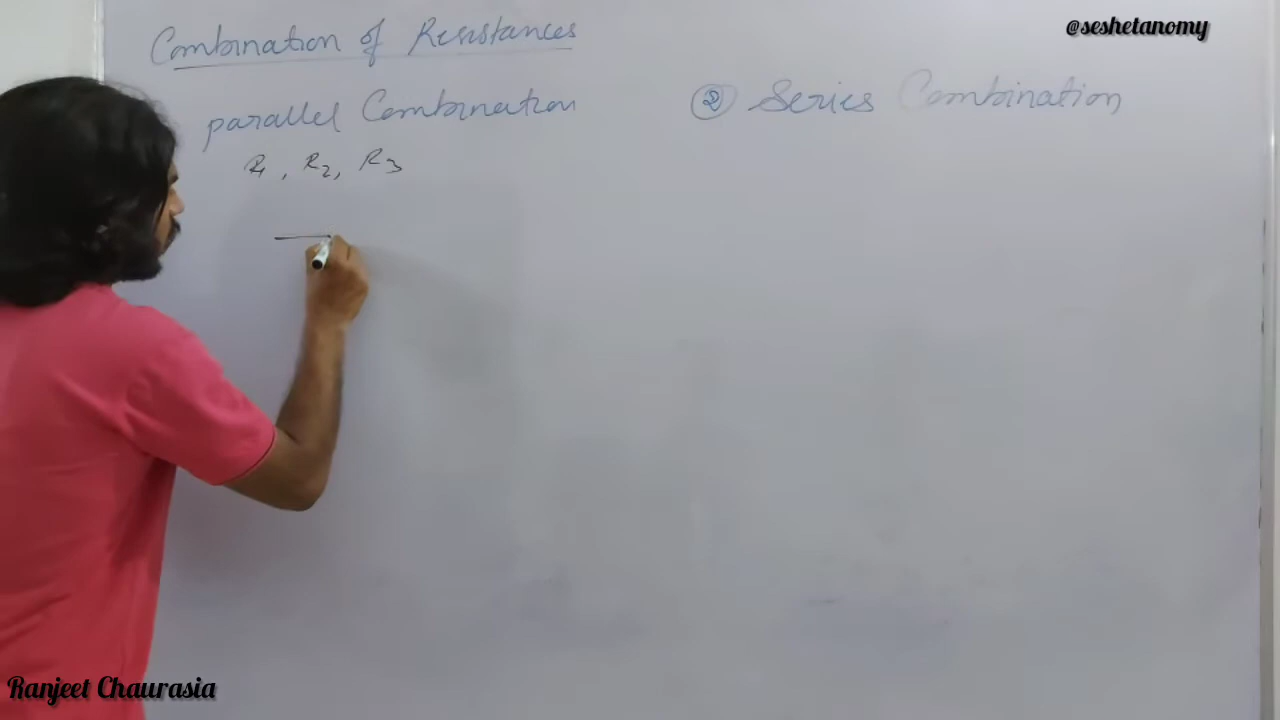 @seshetanomy
Combination of Resistances
parallel Combination
R1, R2, R3
② Series Combination
Ranjeet Chaurasia